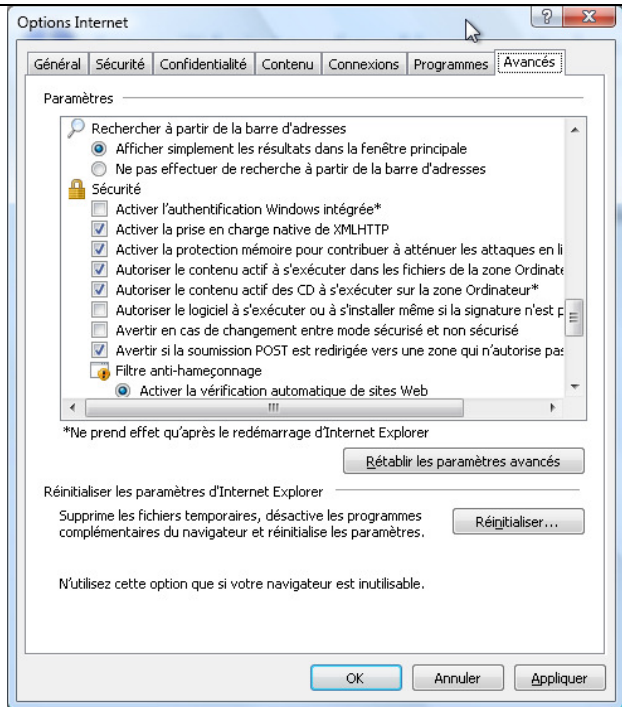 Options Internet
Général Sécurité Confidentialité Contenu Connexions Programmes Avancés
Paramètres
Rechercher à partir de la barre d'adresses
Afficher simplement les résultats dans la fenêtre principale
Ne pas effectuer de recherche à partir de la barre d'adresses
Sécurité
Activer l'authentification Windows intégrée*
Activer la prise en charge native de XMLHTTP
Activer la protection mémoire pour contribuer à atténuer les attaques en li
Autoriser le contenu actif à s'exécuter dans les fichiers de la zone Ordinate
Autoriser le contenu actif des CD à s'exécuter sur la zone Ordinateur*
Autoriser le logiciel à s'exécuter ou à s'installer même si la signature n'est p
Avertir en cas de changement entre mode sécurisé et non sécurisé
Avertir si la soumission POST est redirigée vers une zone qui n'autorise pas
Filtre anti-hameçonnage
Activer la vérification automatique de sites Web
*Ne prend effet qu'après le redémarrage d'Internet Explorer
Rétablir les paramètres avancés
Réinitialiser les paramètres d'Internet Explorer
Supprime les fichiers temporaires, désactive les programmes
complémentaires du navigateur et réinitialise les paramètres.
Réinitialiser...
N'utilisez cette option que si votre navigateur est inutilisable.
OK Annuler Appliquer